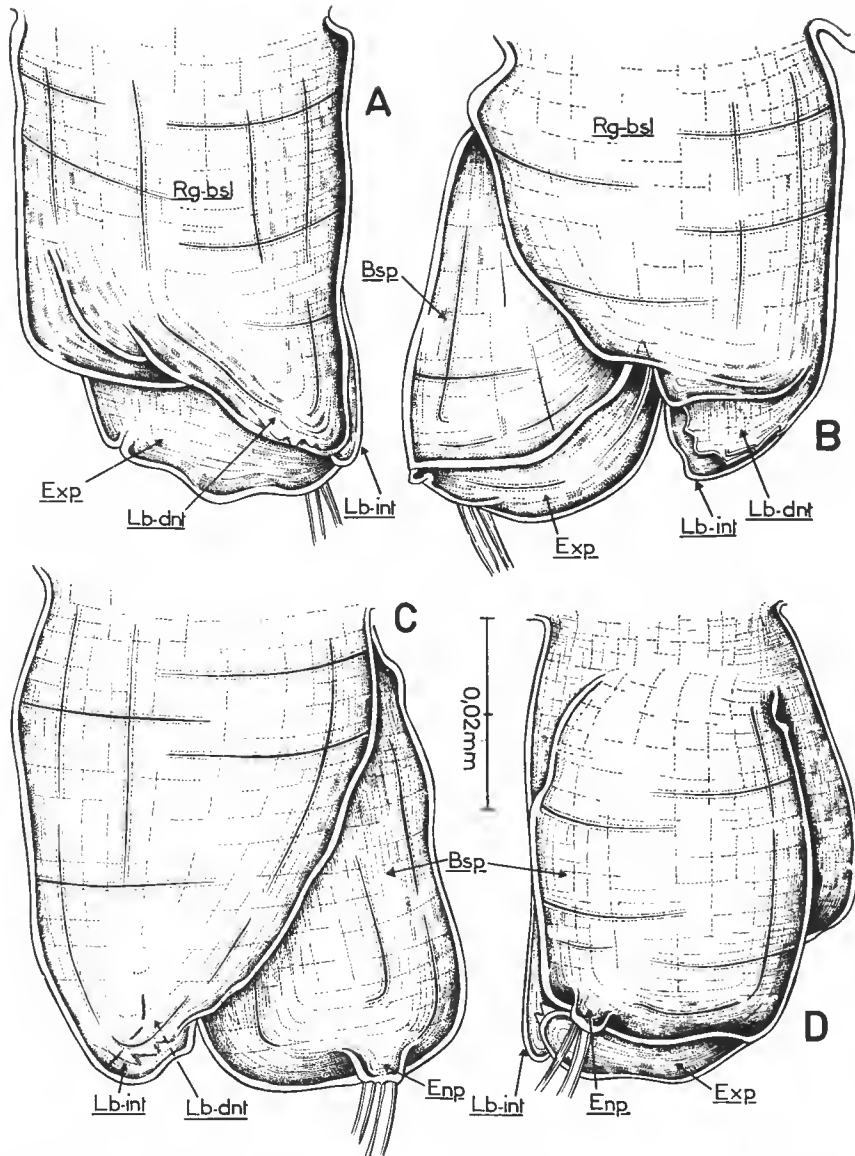 A
Rg-bsl
Exp
Lb-dnt
Lb-int
Rg-bsl
Bsp
B
Exp
Lb-int
Lb-dnt
C
0,02mm
Bsp
Lb-int
Lb-dnt
Enp
D
Lb-int
Enp
Exp